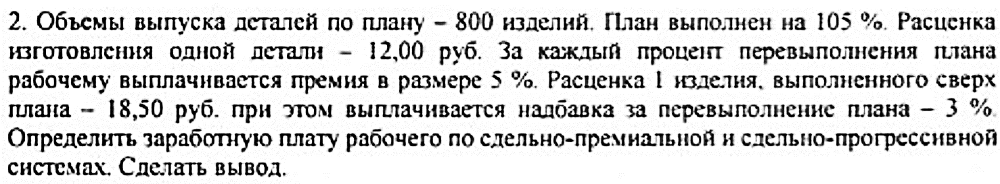 2. Объемы выпуска деталей по плану – 800 изделий. План выполнен на 105 %. Расценка
изготовления одной детали – 12,00 руб. За каждый процент перевыполнения плана
рабочему выплачивается премия в размере 5 %. Расценка 1 изделия, выполненного сверх
плана – 18,50 руб. при этом выплачивается надбавка за перевыполнение плана – 3 %.
Определить заработную плату рабочего по сдельно-премиальной и сдельно-прогрессивной
системах. Сделать вывод.